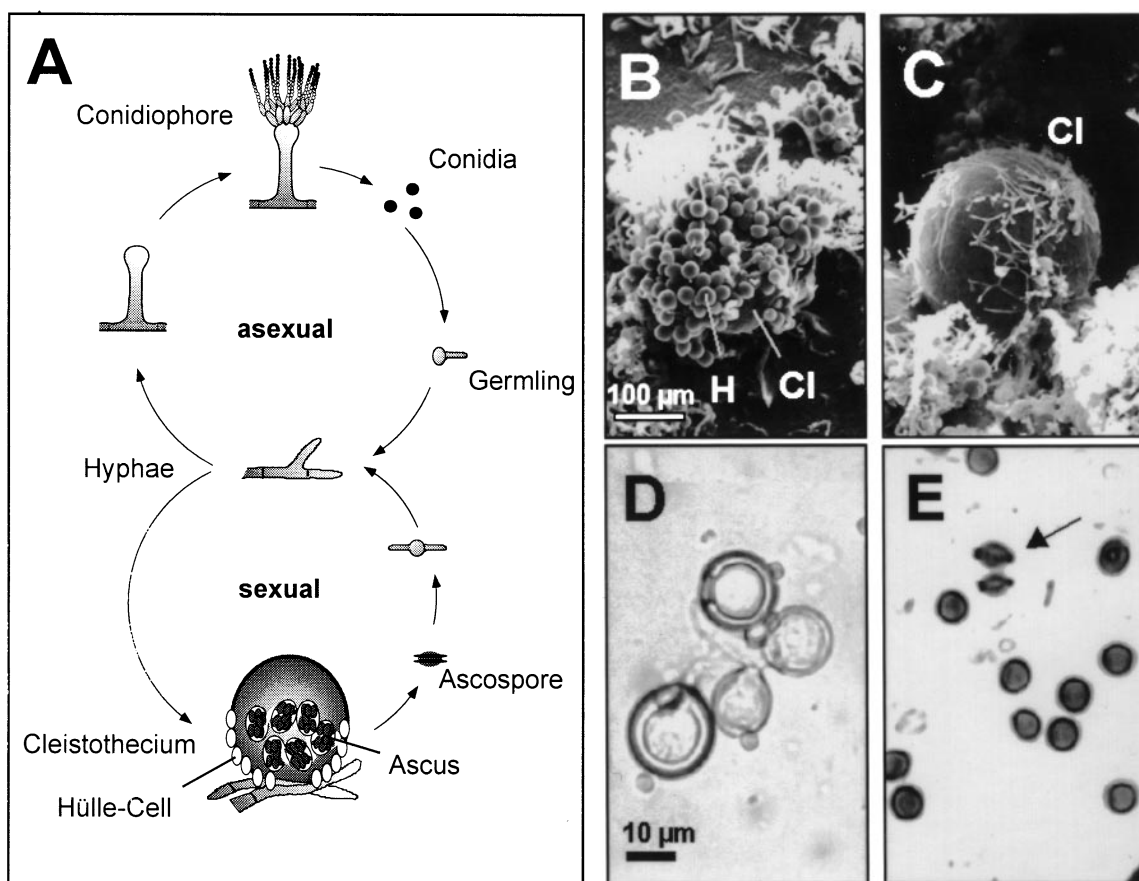 A
Conidiophore
Conidia
asexual
Germling
Hyphae
sexual
Ascospore
Cleistothecium
Ascus
Hülle-Cell
B
H
Cl
100 µm
C
Cl
D
10 µm
E